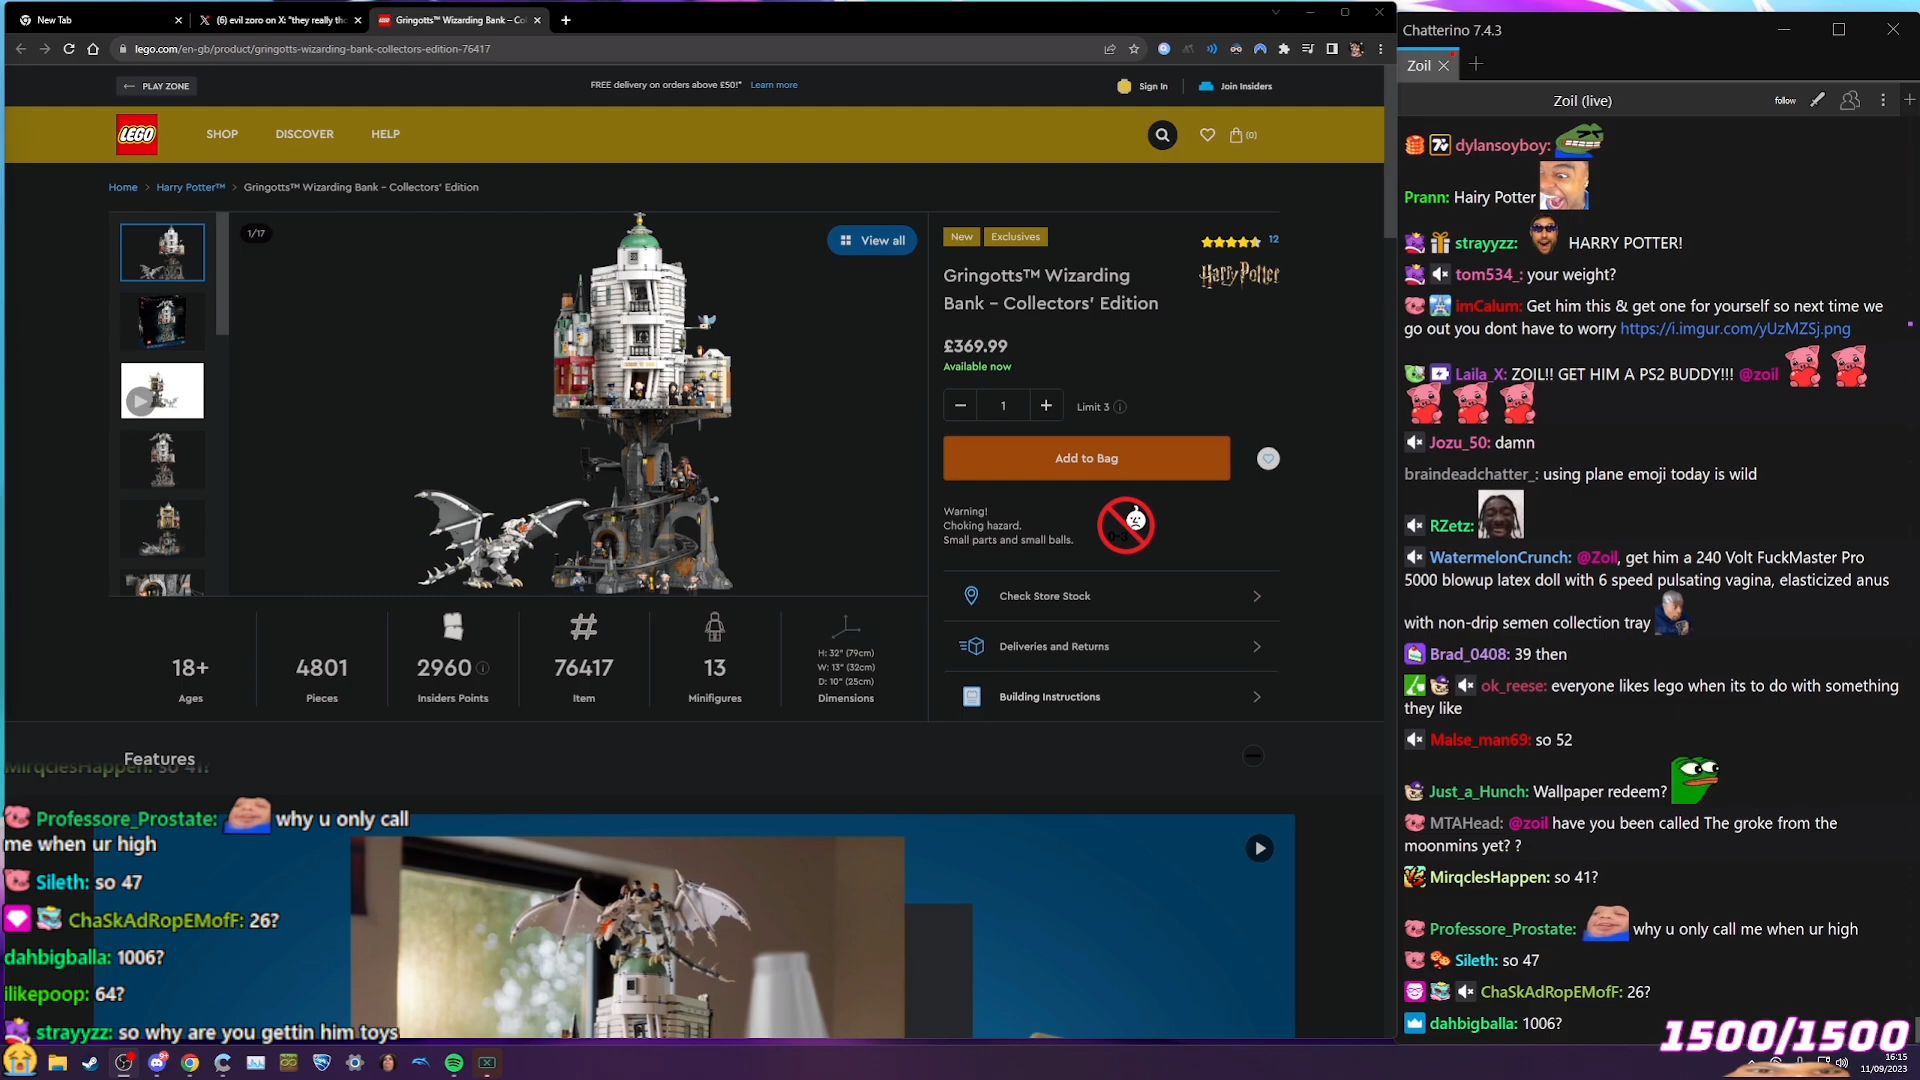 New Tab
(6) evil zoro on X: "they really tho
Gringotts™ Wizarding Bank – Col
Chatterino 7.4.3
lego.com/en-gb/product/gringotts-wizarding-bank-collectors-edition-76417
Zoil
PLAY ZONE
FREE delivery on orders above £50!* Learn more
Sign In
Join Insiders
Zoil (live)
follow
LEGO
SHOP
DISCOVER
HELP
(0)
Home > Harry Potter™ > Gringotts™ Wizarding Bank – Collectors' Edition
1/17
View all
New
Exclusives
12
Gringotts™ Wizarding
Bank – Collectors' Edition
Harry Potter
£369.99
Available now
1
Limit 3
Add to Bag
Warning!
Choking hazard.
Small parts and small balls.
0-3
Check Store Stock
Deliveries and Returns
Building Instructions
18+
Ages
4801
Pieces
2960
Insiders Points
76417
Item
13
Minifigures
H: 32" (79cm)
W: 13" (32cm)
D: 10" (25cm)
Dimensions
Features
MirqclesHappen: so 41?
Professore_Prostate: why u only call
me when ur high
Sileth: so 47
ChaSkAdRopEMofF: 26?
dahbigballa: 1006?
ilikepoop: 64?
strayyzz: so why are you gettin him toys
dylansoyboy:
Prann: Hairy Potter
strayyzz: HARRY POTTER!
tom534_: your weight?
imCalum: Get him this & get one for yourself so next time we
go out you dont have to worry https://i.imgur.com/yUzMZSj.png
Laila_X: ZOIL!! GET HIM A PS2 BUDDY!!! @zoil
Jozu_50: damn
braindeadchatter_: using plane emoji today is wild
RZetz:
WatermelonCrunch: @Zoil, get him a 240 Volt FuckMaster Pro
5000 blowup latex doll with 6 speed pulsating vagina, elasticized anus
with non-drip semen collection tray
Brad_0408: 39 then
ok_reese: everyone likes lego when its to do with something
they like
Malse_man69: so 52
Just_a_Hunch: Wallpaper redeem?
MTAHead: @zoil have you been called The groke from the
moonmins yet? ?
MirqclesHappen: so 41?
Professore_Prostate: why u only call me when ur high
Sileth: so 47
ChaSkAdRopEMofF: 26?
dahbigballa: 1006?
1500/1500
16:15
11/09/2023